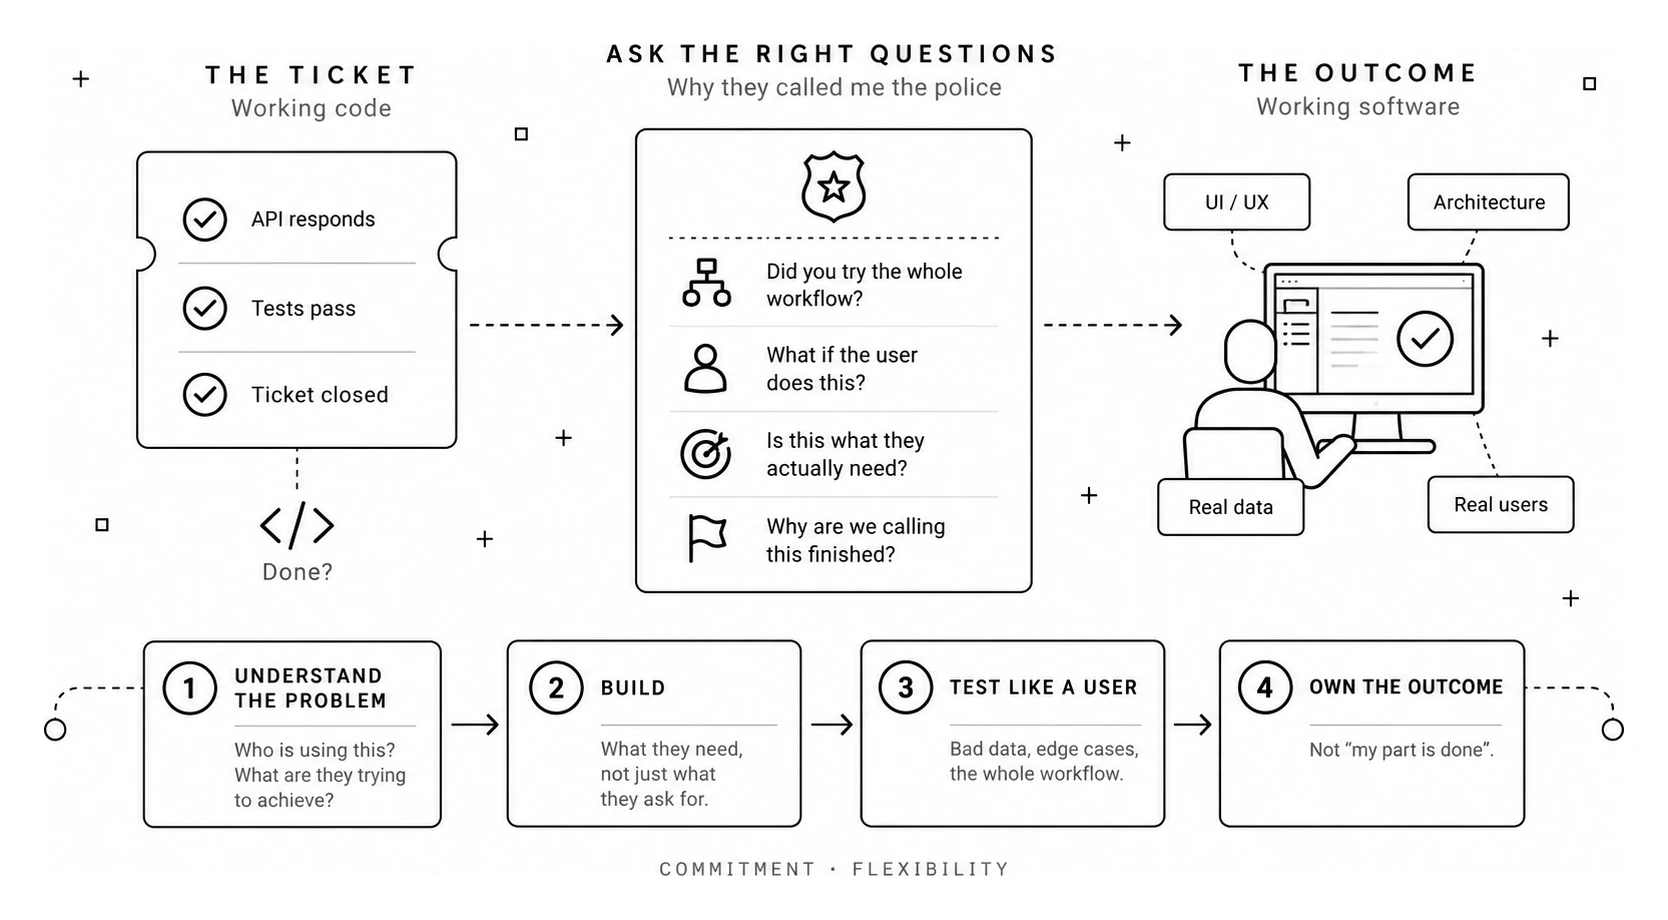 THE TICKET
Working code
API responds
Tests pass
Ticket closed
</>
Done?
ASK THE RIGHT QUESTIONS
Why they called me the police
Did you try the whole
workflow?
What if the user
does this?
Is this what they
actually need?
Why are we calling
this finished?
THE OUTCOME
Working software
UI / UX
Architecture
Real data
Real users
1
UNDERSTAND
THE PROBLEM
Who is using this?
What are they trying
to achieve?
2
BUILD
What they need,
not just what
they ask for.
3
TEST LIKE A USER
Bad data, edge cases,
the whole workflow.
4
OWN THE OUTCOME
Not “my part is done”.
COMMITMENT · FLEXIBILITY